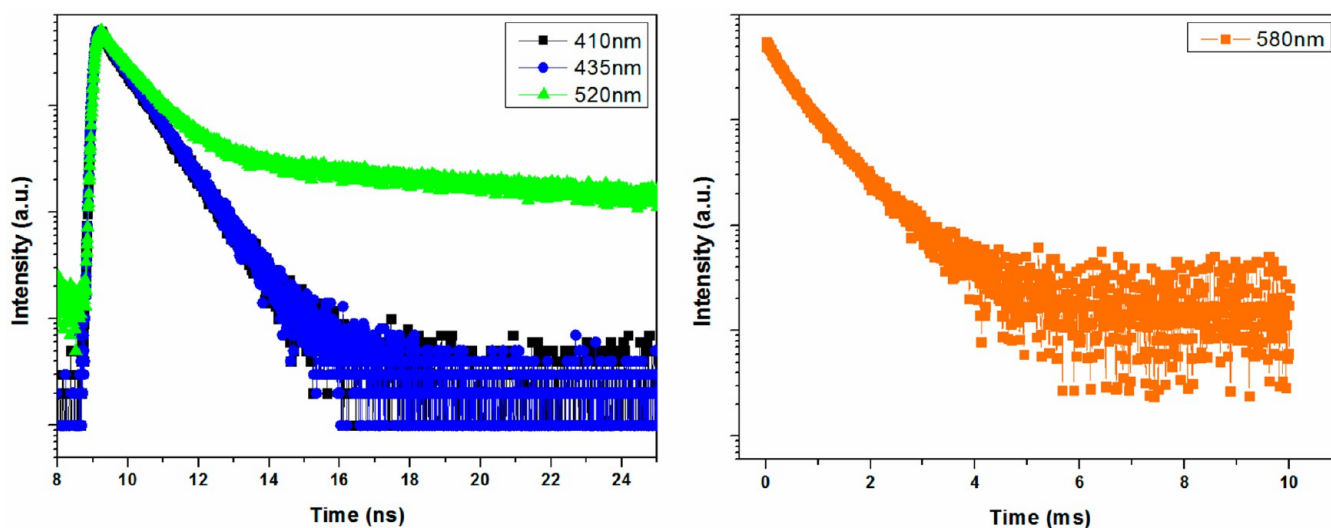 410nm
435nm
520nm
Intensity (a.u.)
8 10 12 14 16 18 20 22 24
Time (ns)
580nm
Intensity (a.u.)
0 2 4 6 8 10
Time (ms)